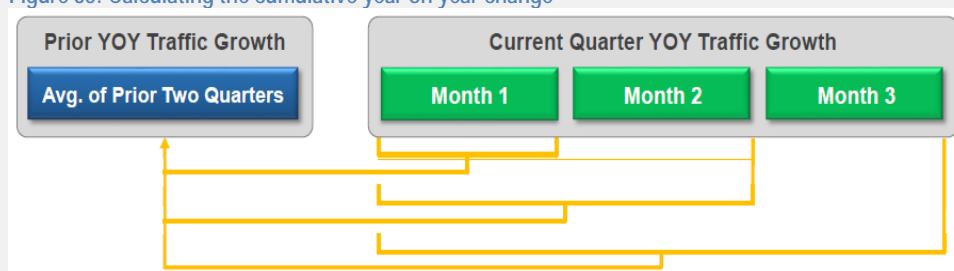 Prior YOY Traffic Growth
Avg. of Prior Two Quarters
Current Quarter YOY Traffic Growth
Month 1
Month 2
Month 3